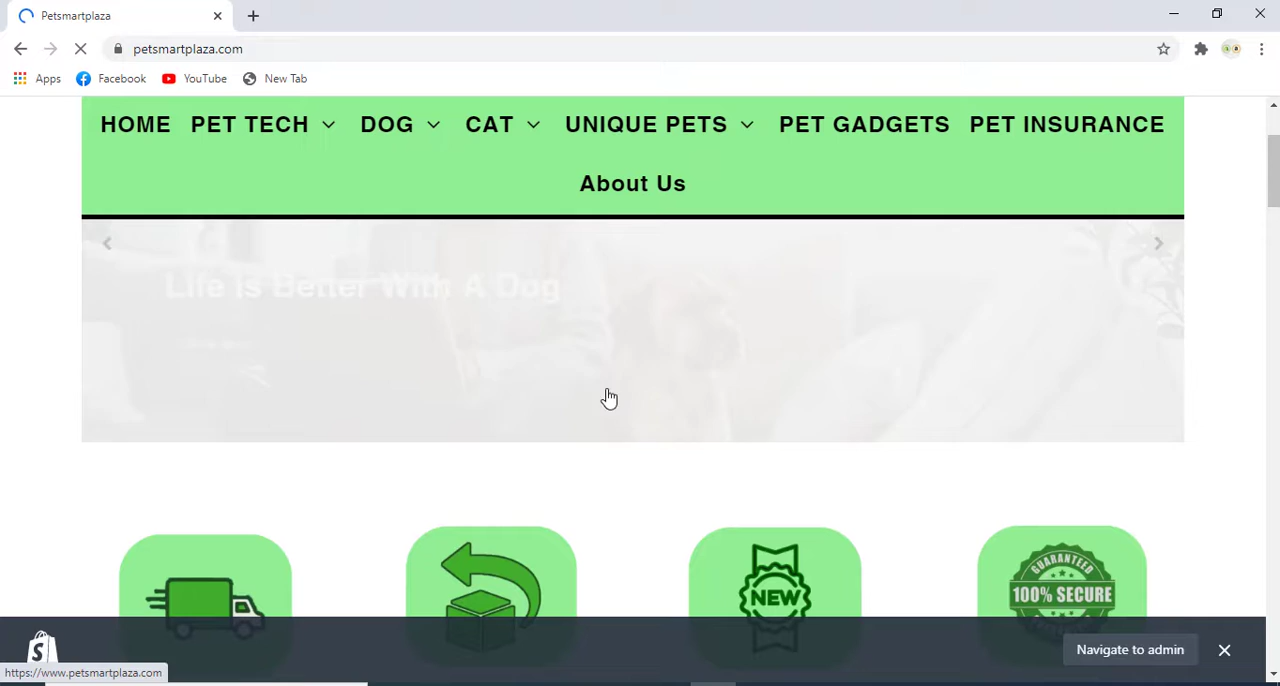 Petsmartplaza
petsmartplaza.com
Apps Facebook YouTube New Tab
HOME PET TECH DOG CAT UNIQUE PETS PET GADGETS PET INSURANCE
About Us
Life Is Better With A Dog
NEW
GUARANTEED
100% SECURE
S
Navigate to admin
https://www.petsmartplaza.com